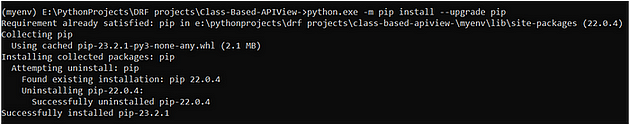 (myenv) E:\PythonProjects\DRF projects\Class-Based-APIView->python.exe -m pip install --upgrade pip
Requirement already satisfied: pip in e:\pythonprojects\drf projects\class-based-apiview-\myenv\lib\site-packages (22.0.4)
Collecting pip
  Using cached pip-23.2.1-py3-none-any.whl (2.1 MB)
Installing collected packages: pip
  Attempting uninstall: pip
    Found existing installation: pip 22.0.4
    Uninstalling pip-22.0.4:
      Successfully uninstalled pip-22.0.4
Successfully installed pip-23.2.1